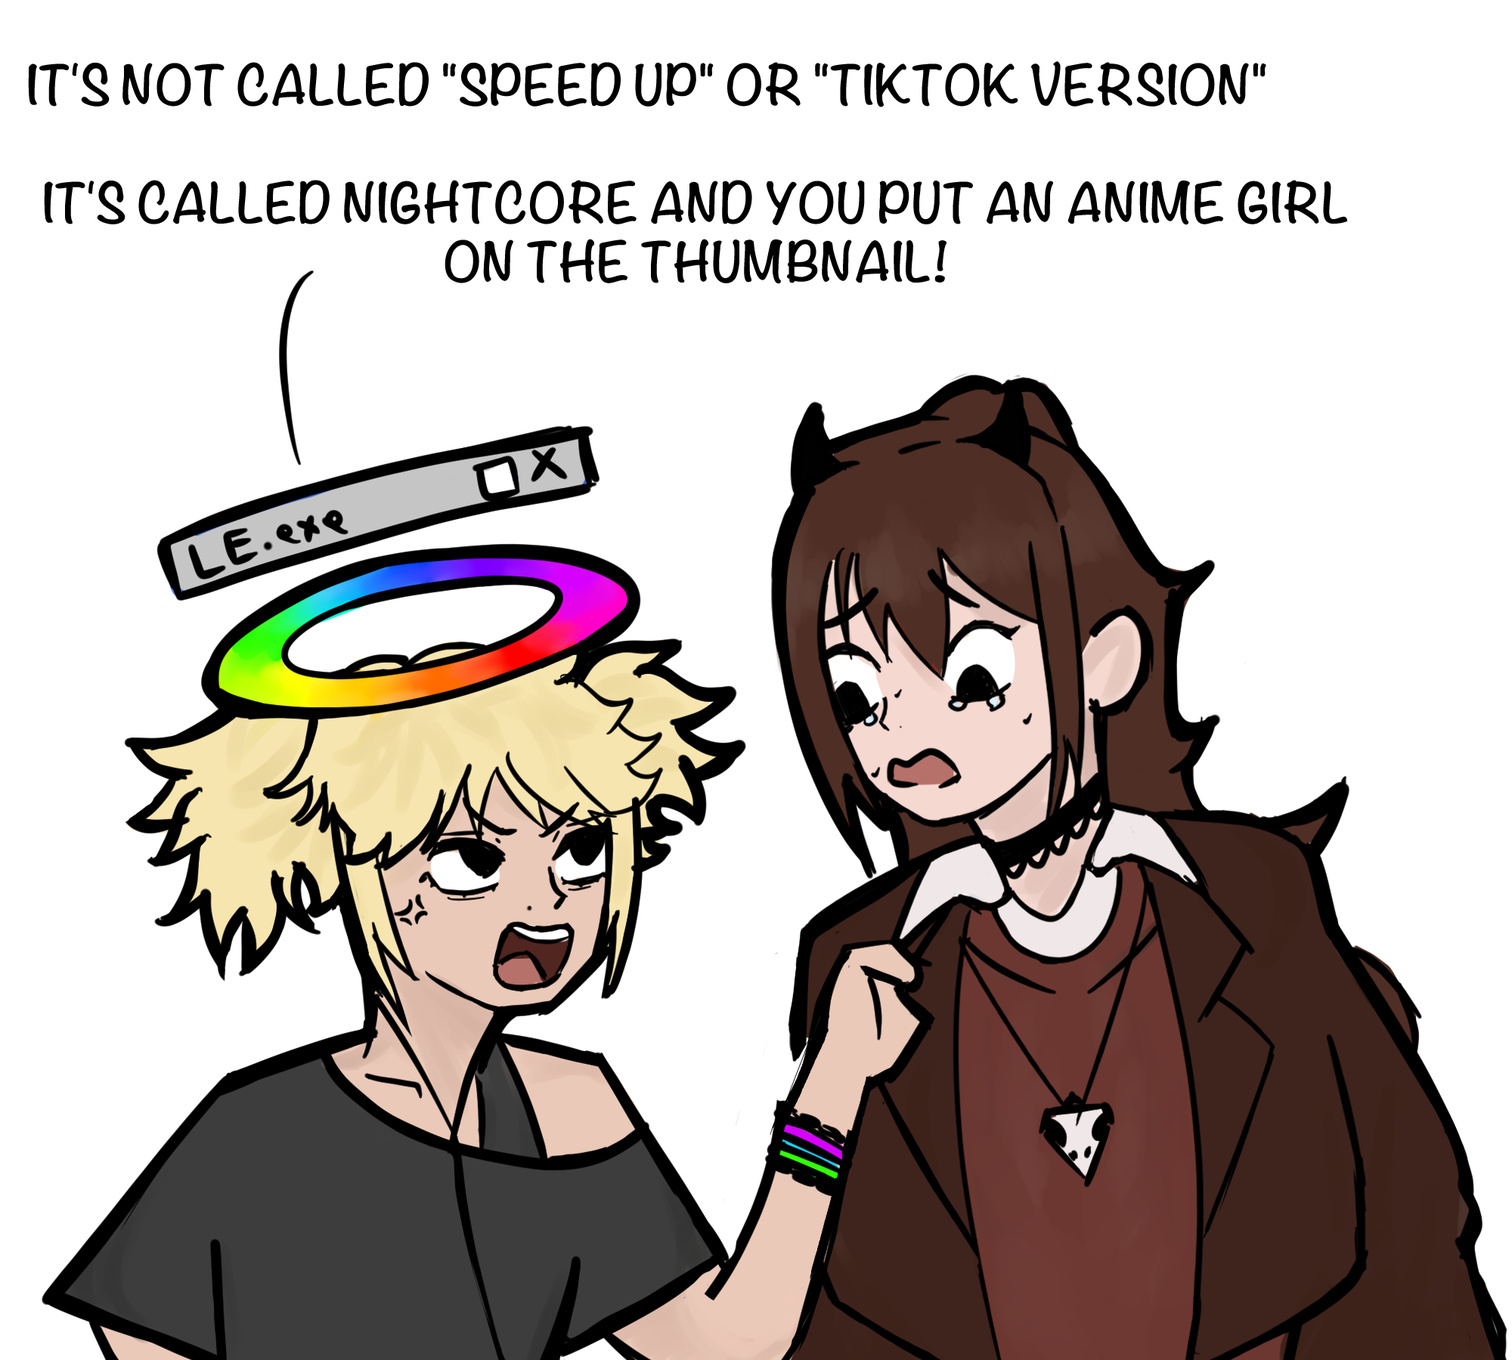 IT'S NOT CALLED "SPEED UP" OR "TIKTOK VERSION"
IT'S CALLED NIGHTCORE AND YOU PUT AN ANIME GIRL
ON THE THUMBNAIL!
LE.exe X